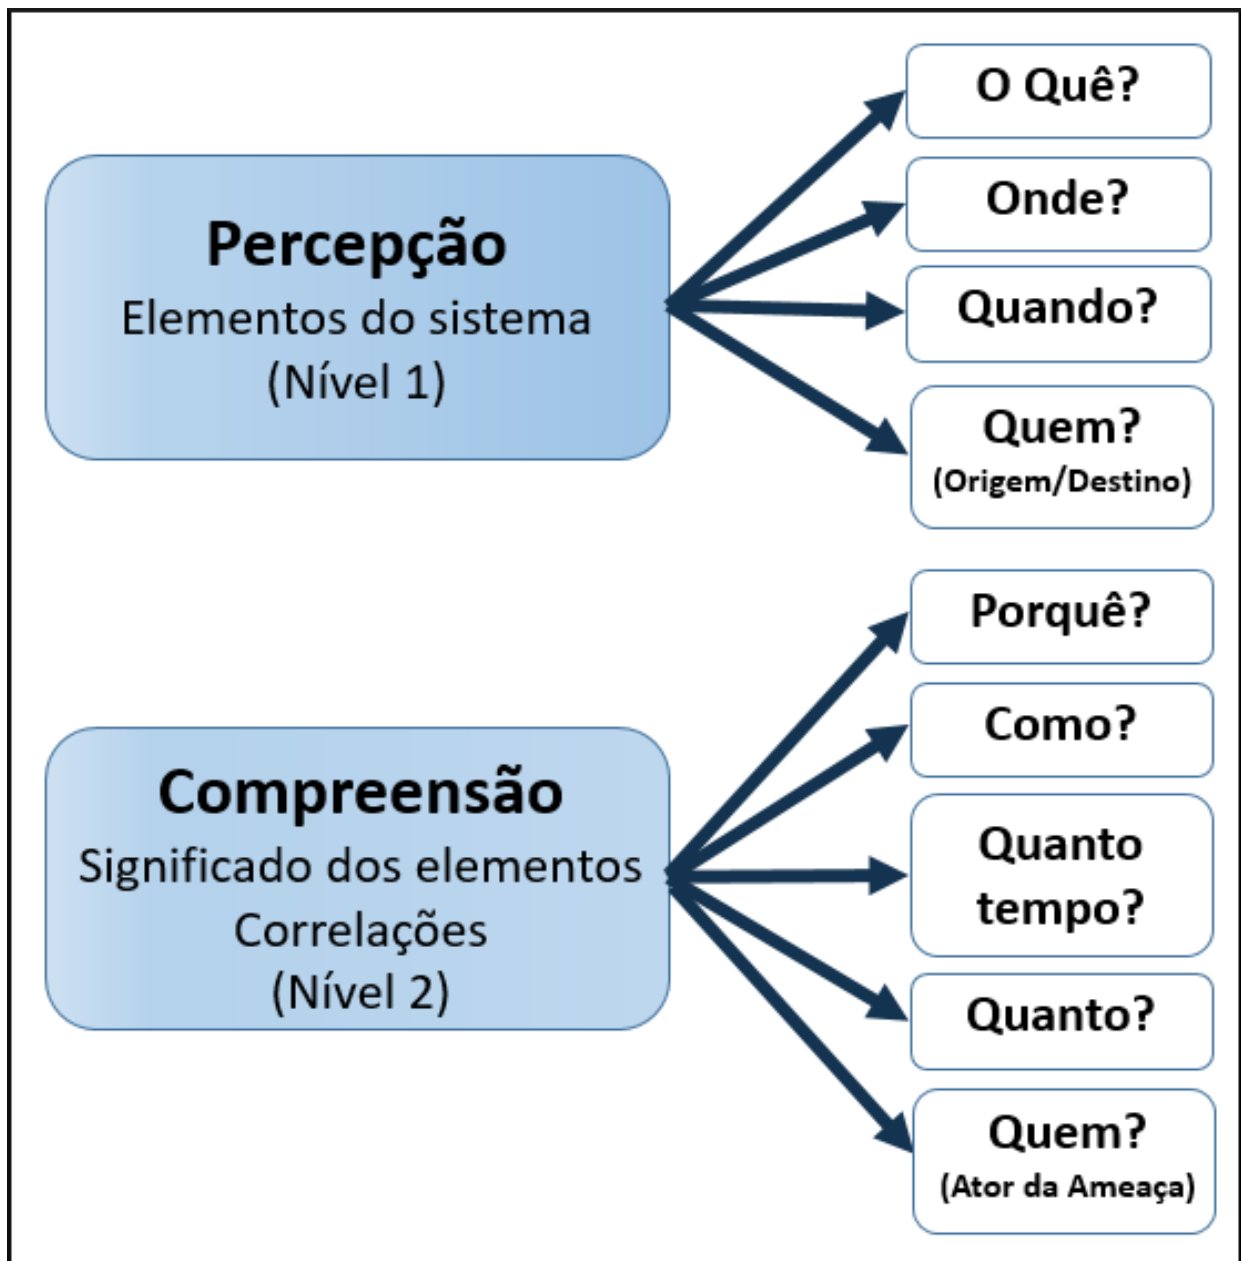 Percepção
Elementos do sistema
(Nível 1)
O Quê?
Onde?
Quando?
Quem?
(Origem/Destino)
Compreensão
Significado dos elementos
Correlações
(Nível 2)
Porquê?
Como?
Quanto
tempo?
Quanto?
Quem?
(Ator da Ameaça)